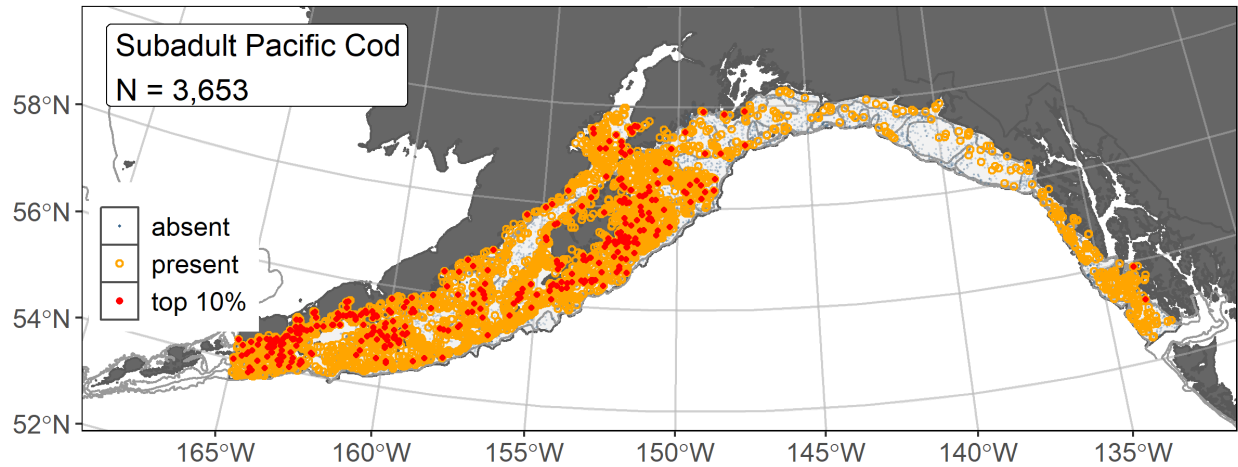 Subadult Pacific Cod
N = 3,653
58°N
56°N
54°N
52°N
absent
present
top 10%
165°W
160°W
155°W
150°W
145°W
140°W
135°W